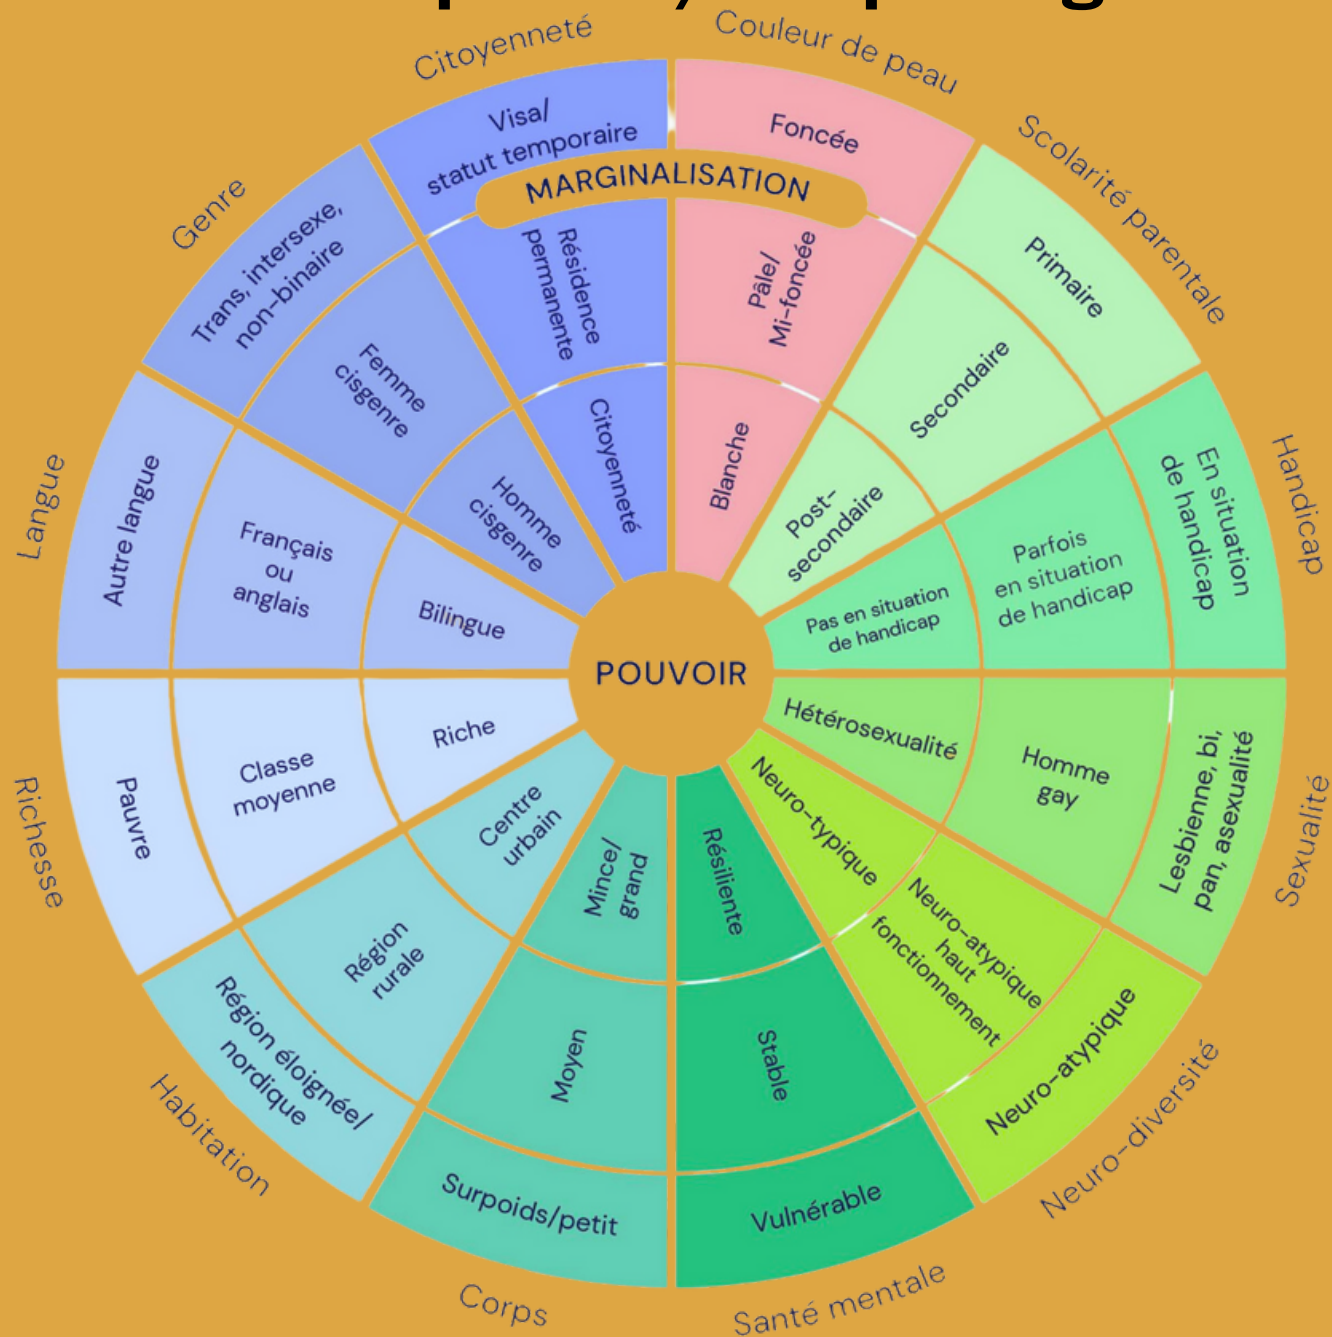 Citoyenneté
Visa/
statut temporaire
Résidence
permanente
Citoyenneté
Couleur de peau
Foncée
Pâle/
Mi-foncée
Blanche
MARGINALISATION
Scolarité parentale
Primaire
Secondaire
Post-
secondaire
Handicap
En situation
de handicap
Parfois
en situation
de handicap
Pas en situation
de handicap
Sexualité
Lesbienne, bi,
pan, asexualité
Homme
gay
Hétérosexualité
Neuro-diversité
Neuro-atypique
Neuro-atypique
haut
fonctionnement
Neuro-typique
Santé mentale
Vulnérable
Stable
Résiliente
Corps
Surpoids/petit
Moyen
Mince/
grand
Habitation
Région éloignée/
nordique
Région
rurale
Centre
urbain
Richesse
Pauvre
Classe
moyenne
Riche
Langue
Autre langue
Français
ou
anglais
Bilingue
Genre
Trans, intersexe,
non-binaire
Femme
cisgenre
Homme
cisgenre
POUVOIR